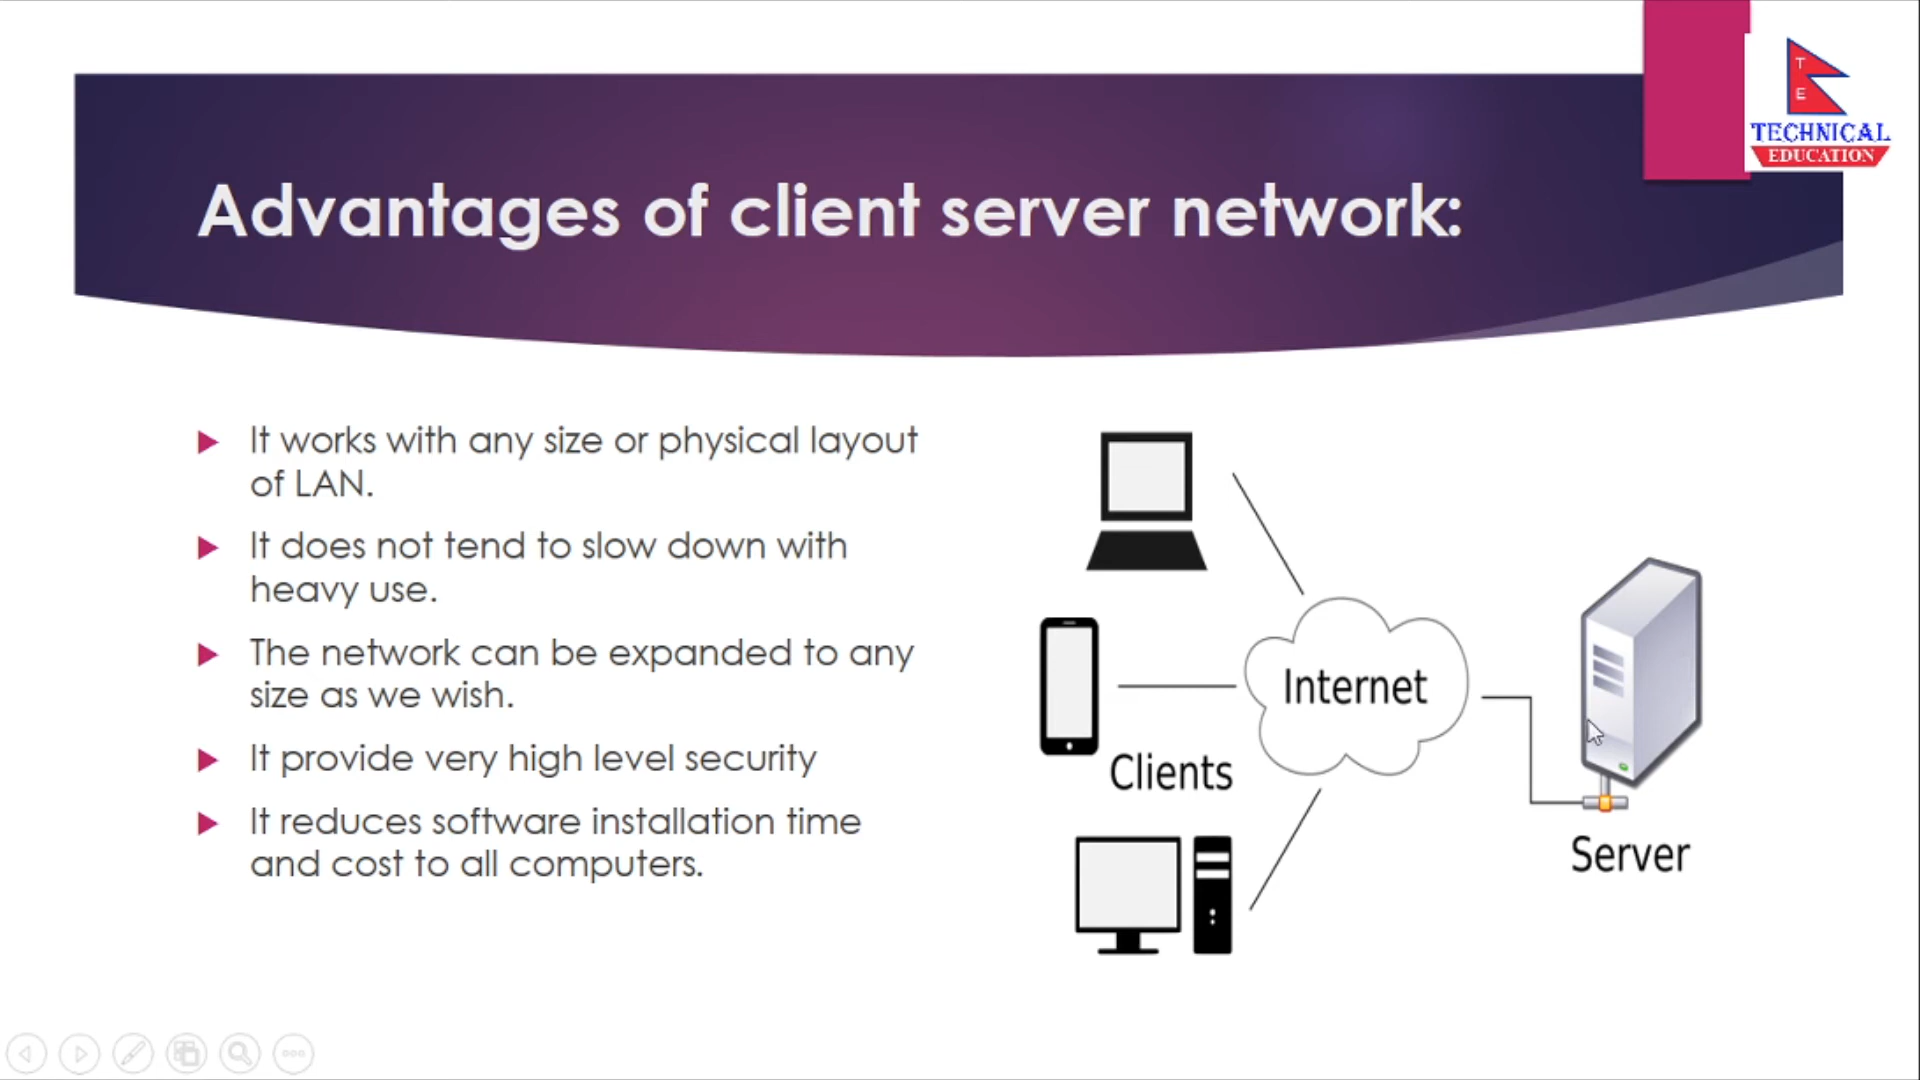 T
E
TECHNICAL
EDUCATION
Advantages of client server network:
It works with any size or physical layout
of LAN.
It does not tend to slow down with
heavy use.
The network can be expanded to any
size as we wish.
It provide very high level security
It reduces software installation time
and cost to all computers.
Internet
Clients
Server